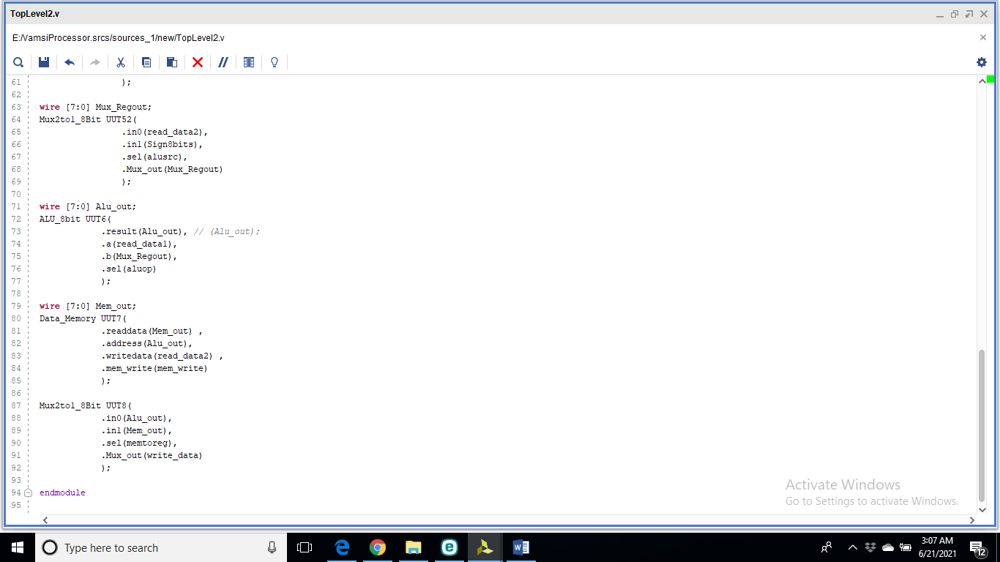 TopLevel2.v
E:/VamsiProcessor.srcs/sources_1/new/TopLevel2.v
61 );
62
63 wire [7:0] Mux_Regout;
64 Mux2to1_8Bit UUT52(
65 .in0(read_data2),
66 .in1(Sign8bits),
67 .sel(alusrc),
68 .Mux_out(Mux_Regout)
69 );
70
71 wire [7:0] Alu_out;
72 ALU_8bit UUT6(
73 .result(Alu_out), // (Alu_out);
74 .a(read_data1),
75 .b(Mux_Regout),
76 .sel(aluop)
77 );
78
79 wire [7:0] Mem_out;
80 Data_Memory UUT7(
81 .readdata(Mem_out) ,
82 .address(Alu_out),
83 .writedata(read_data2) ,
84 .mem_write(mem_write)
85 );
86
87 Mux2to1_8Bit UUT8(
88 .in0(Alu_out),
89 .in1(Mem_out),
90 .sel(memtoreg),
91 .Mux_out(write_data)
92 );
93
94 endmodule
95
Activate Windows
Go to Settings to activate Windows.
Type here to search
3:07 AM
6/21/2021
12